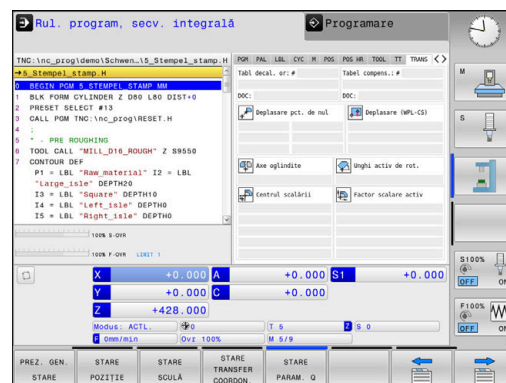 Rul. program, secv. integrală
Programare
TNC:\nc_prog\demo\Schwen…\5_Stempel_stamp.H
→5_Stempel_stamp.H
0 BEGIN PGM 5_STEMPEL_STAMP MM
1 BLK FORM CYLINDER Z D80 L80 DIST+0
2 PRESET SELECT #13
3 CALL PGM TNC:\nc_prog\RESET.H
4 ;
5 * - PRE ROUGHING
6 TOOL CALL "MILL_D16_ROUGH" Z S9550
7 CONTOUR DEF
P1 = LBL "Raw_material" I2 = LBL
"Large_isle" DEPTH20
I3 = LBL "Square" DEPTH10
I4 = LBL "Left_isle" DEPTH0
I5 = LBL "Right_isle" DEPTH0
100% S-OVR
100% F-OVR LIMIT 1
PGM PAL LBL CYC M POS POS HR TOOL TT TRANS
Tabl decal. or:# Tabel compens.:#
DOC: DOC:
Deplasare pct. de nul Deplasare (WPL-CS)
Axe oglindite Unghi activ de rot.
Centrul scalării Factor scalare activ
X +0.000 A +0.000 S1 +0.000
Y +0.000 C +0.000
Z +428.000
Modus: ACTL. 0 T 5 Z S 0
F 0mm/min Ovr 100% M 5/9
M
S
S100%
OFF ON
F100%
OFF ON
PREZ. GEN.
STARE
STARE
POZIŢIE
STARE
SCULĂ
STARE
TRANSFER
COORDON.
STARE
PARAM. Q